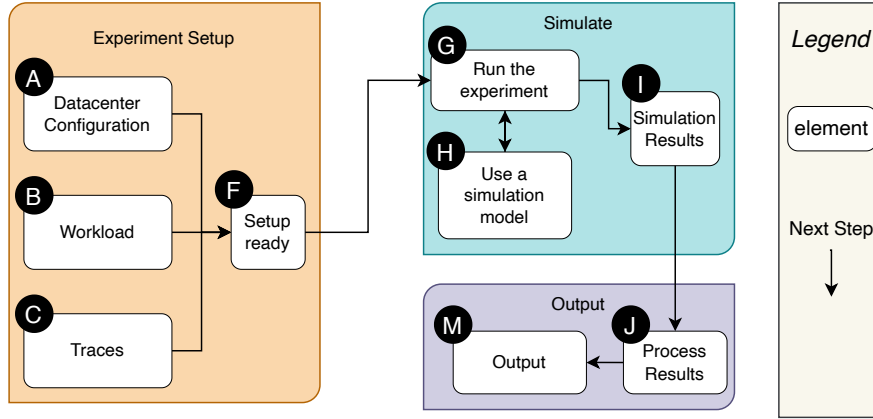 Experiment Setup
A
Datacenter
Configuration
B
Workload
C
Traces
F
Setup
ready
Simulate
G
Run the
experiment
H
Use a
simulation
model
I
Simulation
Results
Output
J
Process
Results
M
Output
Legend
element
Next Step